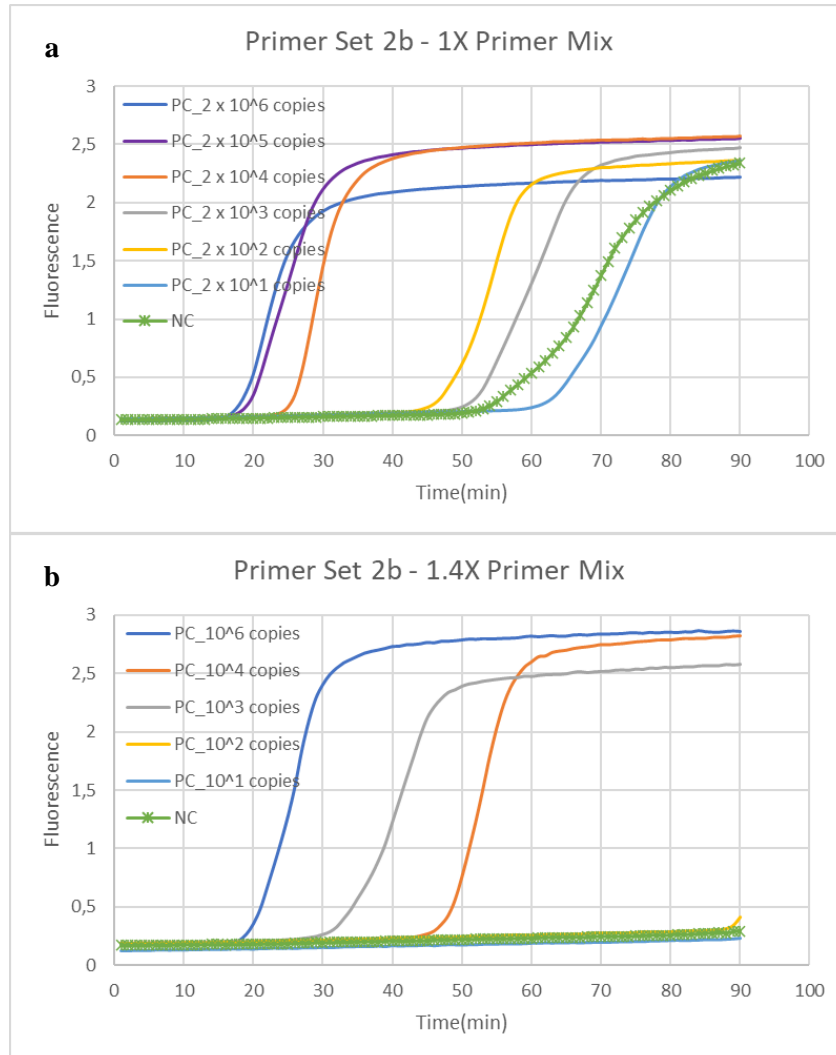 a
Primer Set 2b - 1X Primer Mix
3
2,5
2
1,5
1
0,5
0
Fluorescence
PC_2 x 10^6 copies
PC_2 x 10^5 copies
PC_2 x 10^4 copies
PC_2 x 10^3 copies
PC_2 x 10^2 copies
PC_2 x 10^1 copies
NC
0 10 20 30 40 50 60 70 80 90 100
Time(min)
b
Primer Set 2b - 1.4X Primer Mix
3
2,5
2
1,5
1
0,5
0
Fluorescence
PC_10^6 copies
PC_10^4 copies
PC_10^3 copies
PC_10^2 copies
PC_10^1 copies
NC
0 10 20 30 40 50 60 70 80 90 100
Time(min)